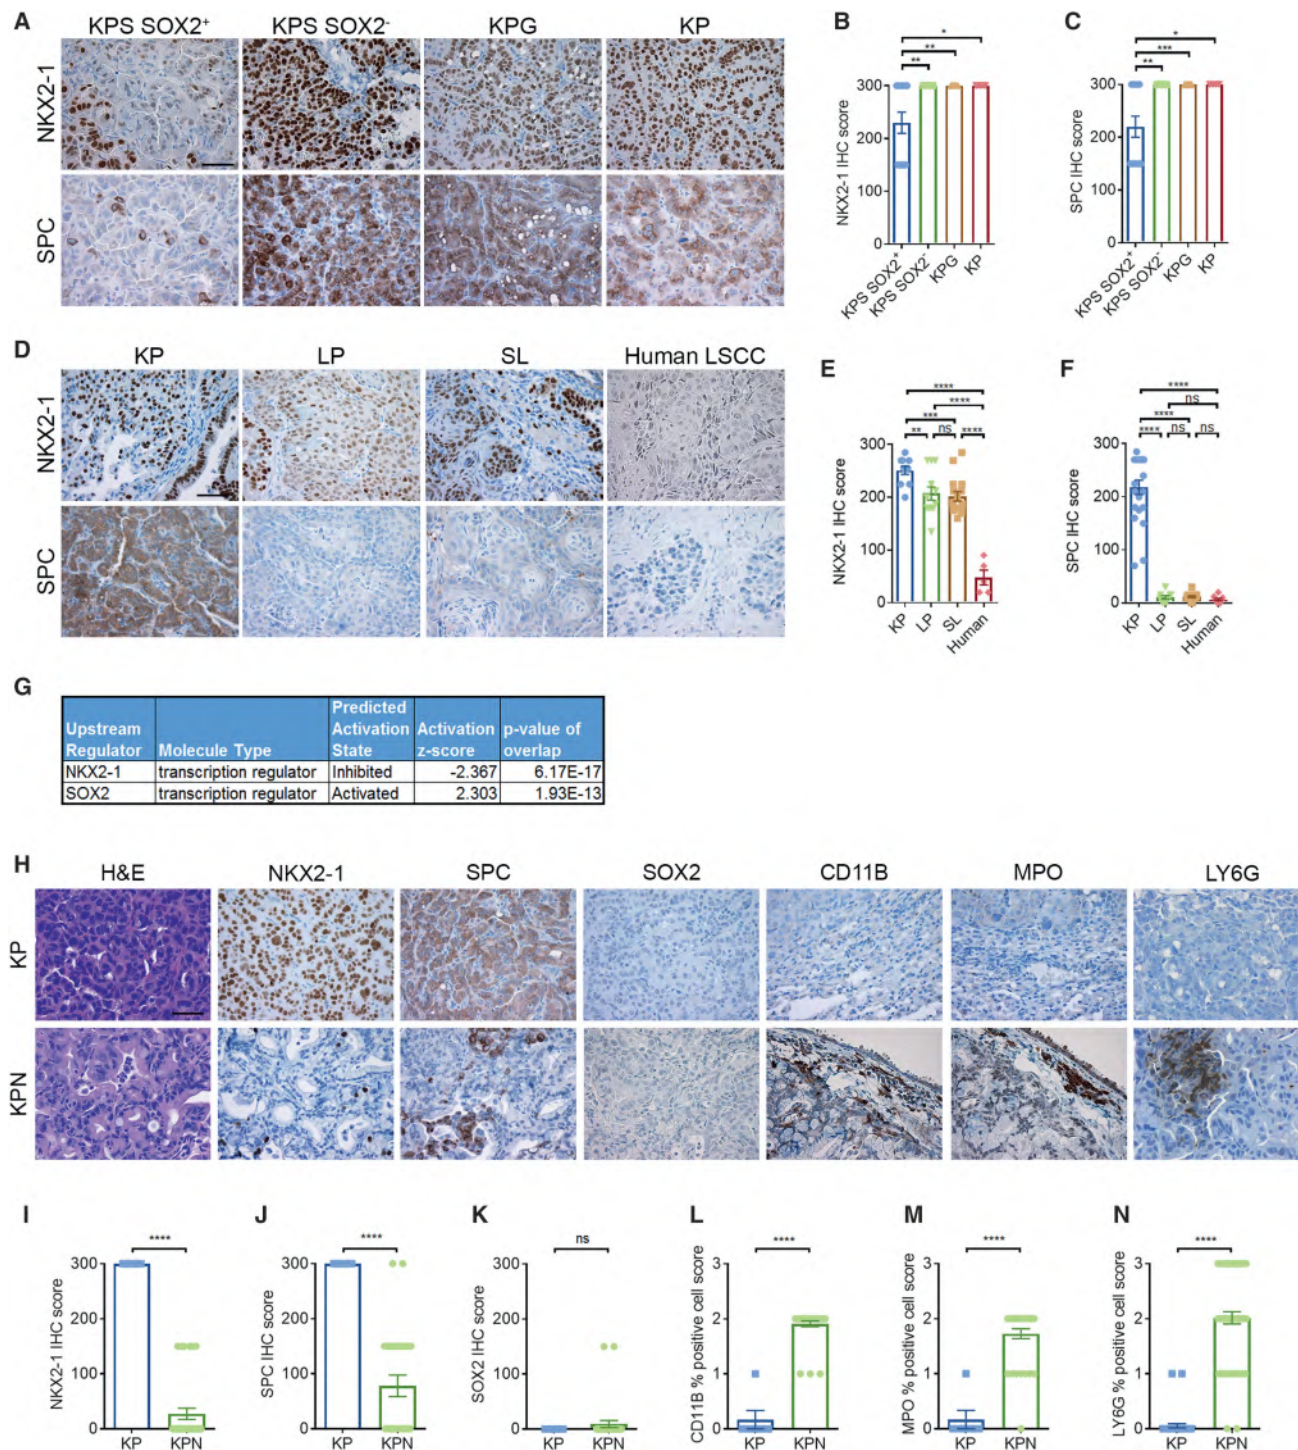 A
KPS SOX2+
KPS SOX2-
KPG
KP
NKX2-1
SPC
B
**
**
*
NKX2-1 IHC score
300
200
100
0
KPS SOX2+
KPS SOX2-
KPG
KP
C
**
***
*
SPC IHC score
300
200
100
0
KPS SOX2+
KPS SOX2-
KPG
KP
D
KP
LP
SL
Human LSCC
NKX2-1
SPC
E
****
****
***
** ns ****
NKX2-1 IHC score
300
200
100
0
KP
LP
SL
Human
F
****
ns
****
**** ns ns
SPC IHC score
300
200
100
0
KP
LP
SL
Human
G
Upstream Regulator
Molecule Type
Predicted Activation State
Activation z-score
p-value of overlap
NKX2-1 transcription regulator Inhibited -2.367 6.17E-17
SOX2 transcription regulator Activated 2.303 1.93E-13
H
H&E
NKX2-1
SPC
SOX2
CD11B
MPO
LY6G
KP
KPN
I
****
NKX2-1 IHC score
300
200
100
0
KP KPN
J
****
SPC IHC score
300
200
100
0
KP KPN
K
ns
SOX2 IHC score
300
200
100
0
KP KPN
L
****
CD11B % positive cell score
3
2
1
0
KP KPN
M
****
MPO % positive cell score
3
2
1
0
KP KPN
N
****
LY6G % positive cell score
3
2
1
0
KP KPN